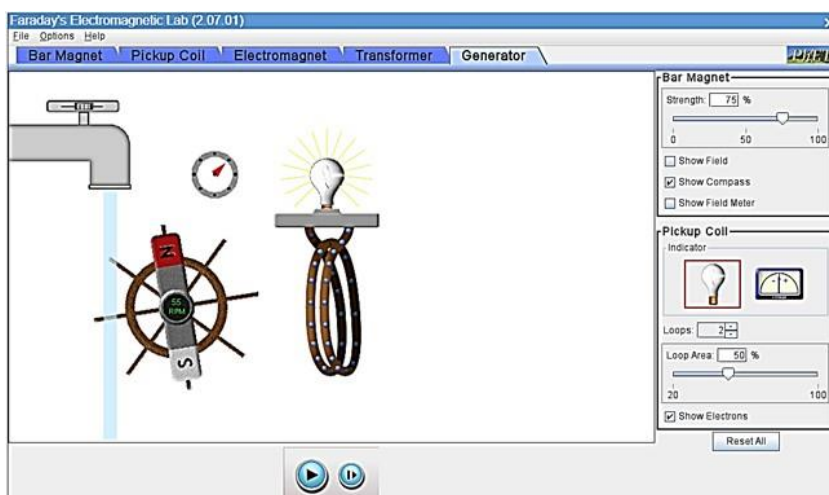 Faraday's Electromagnetic Lab (2.07.01)
File Options Help
Bar Magnet Pickup Coil Electromagnet Transformer Generator
PhET
N
55
RPM
S
Bar Magnet
Strength: 75 %
0 50 100
Show Field
Show Compass
Show Field Meter
Pickup Coil
Indicator
Loops: 2
Loop Area: 50 %
20 100
Show Electrons
Reset All